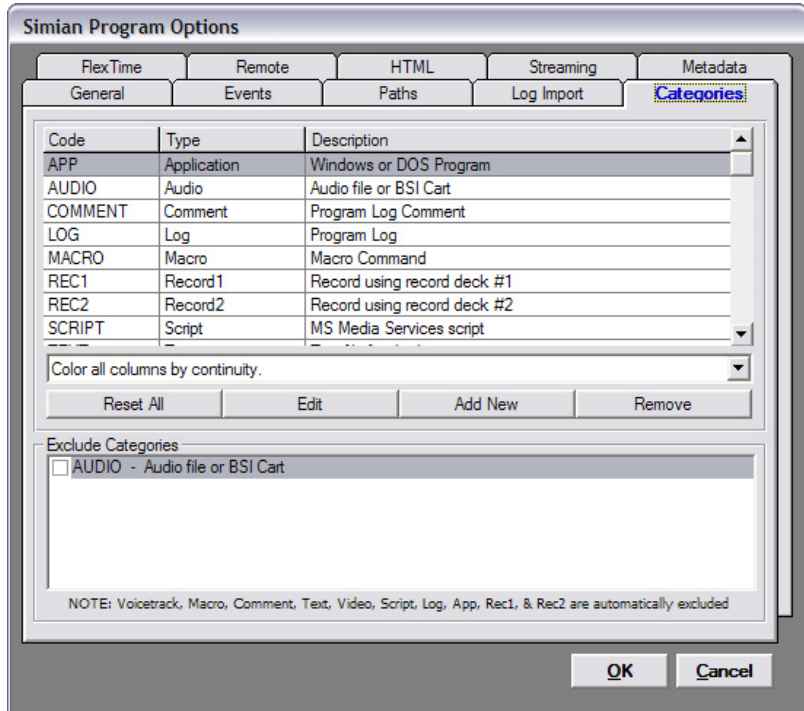 Simian Program Options
FlexTime Remote HTML Streaming Metadata
General Events Paths Log Import Categories
Code Type Description
APP Application Windows or DOS Program
AUDIO Audio Audio file or BSI Cart
COMMENT Comment Program Log Comment
LOG Log Program Log
MACRO Macro Macro Command
REC1 Record1 Record using record deck #1
REC2 Record2 Record using record deck #2
SCRIPT Script MS Media Services script
Color all columns by continuity.
Reset All Edit Add New Remove
Exclude Categories
AUDIO - Audio file or BSI Cart
NOTE: Voicetrack, Macro, Comment, Text, Video, Script, Log, App, Rec1, & Rec2 are automatically excluded
OK Cancel